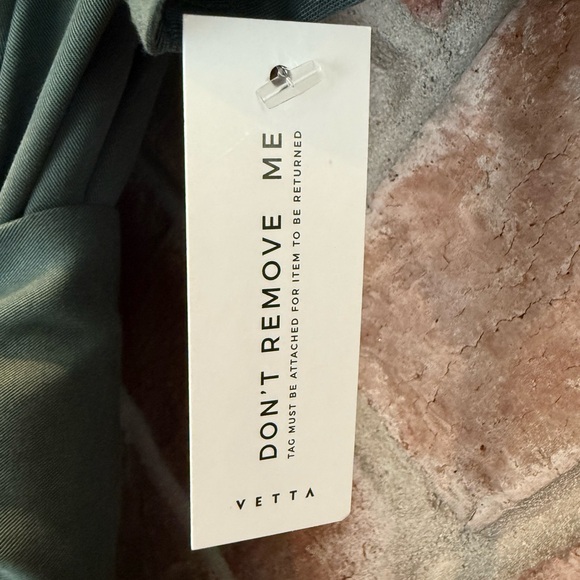 DON'T REMOVE ME
TAG MUST BE ATTACHED FOR ITEM TO BE RETURNED
VETTA